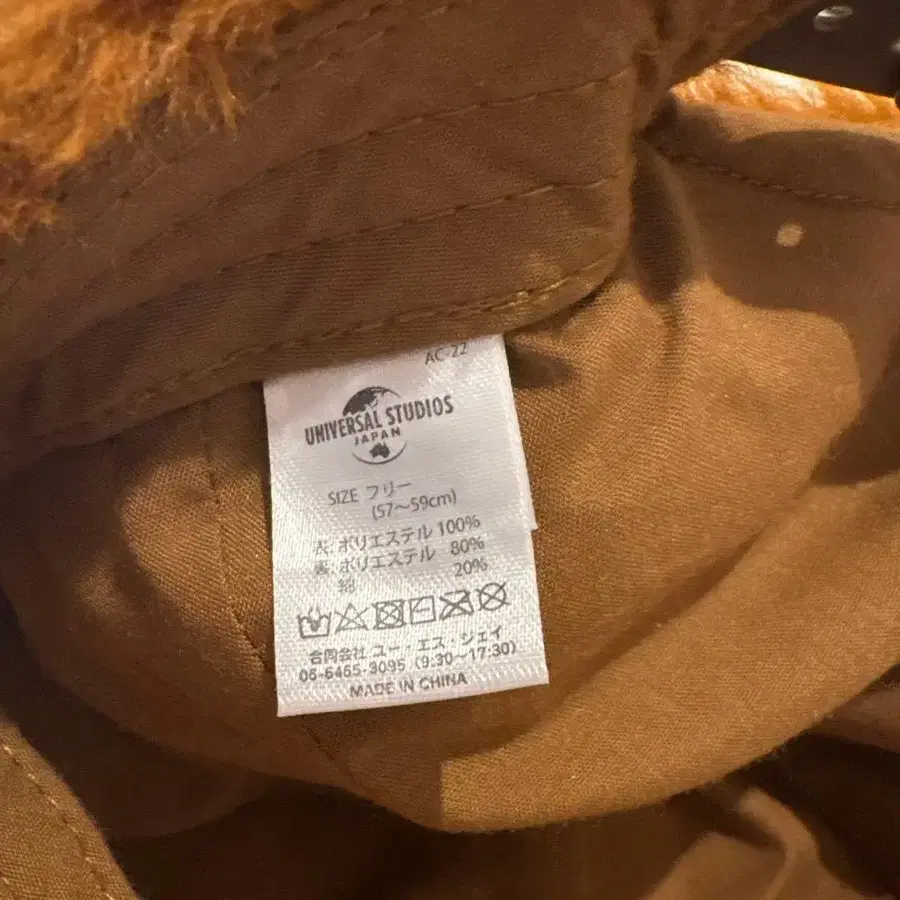 AC-22
UNIVERSAL STUDIOS
JAPAN
SIZE フリー
(57～59cm)
表:ポリエステル 100%
裏:ポリエステル 80%
綿 20%
合同会社 ユー・エス・ジェイ
06-6465-3095 (9:30～17:30)
MADE IN CHINA